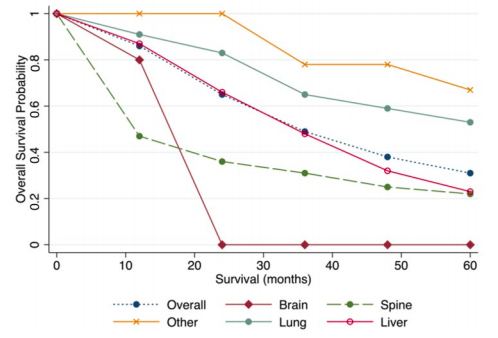 Overall Survival Probability
1
0.8
0.6
0.4
0.2
0
0 10 20 30 40 50 60
Survival (months)
Overall Brain Spine
Other Lung Liver